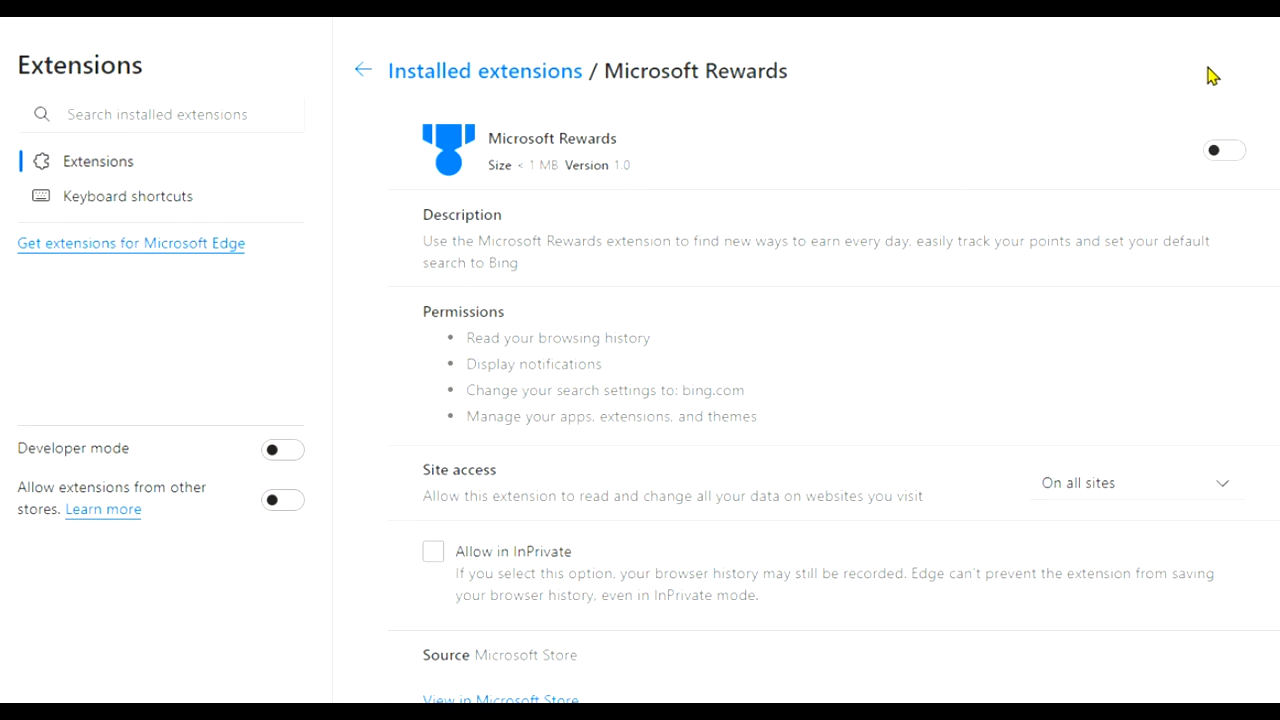 Extensions
Search installed extensions
Extensions
Keyboard shortcuts
Get extensions for Microsoft Edge
Developer mode
Allow extensions from other
stores. Learn more
Installed extensions / Microsoft Rewards
Microsoft Rewards
Size < 1 MB Version 1.0
Description
Use the Microsoft Rewards extension to find new ways to earn every day, easily track your points and set your default
search to Bing
Permissions
• Read your browsing history
• Display notifications
• Change your search settings to: bing.com
• Manage your apps, extensions, and themes
Site access
Allow this extension to read and change all your data on websites you visit
On all sites
Allow in InPrivate
If you select this option, your browser history may still be recorded. Edge can't prevent the extension from saving
your browser history, even in InPrivate mode.
Source Microsoft Store
View in Microsoft Store